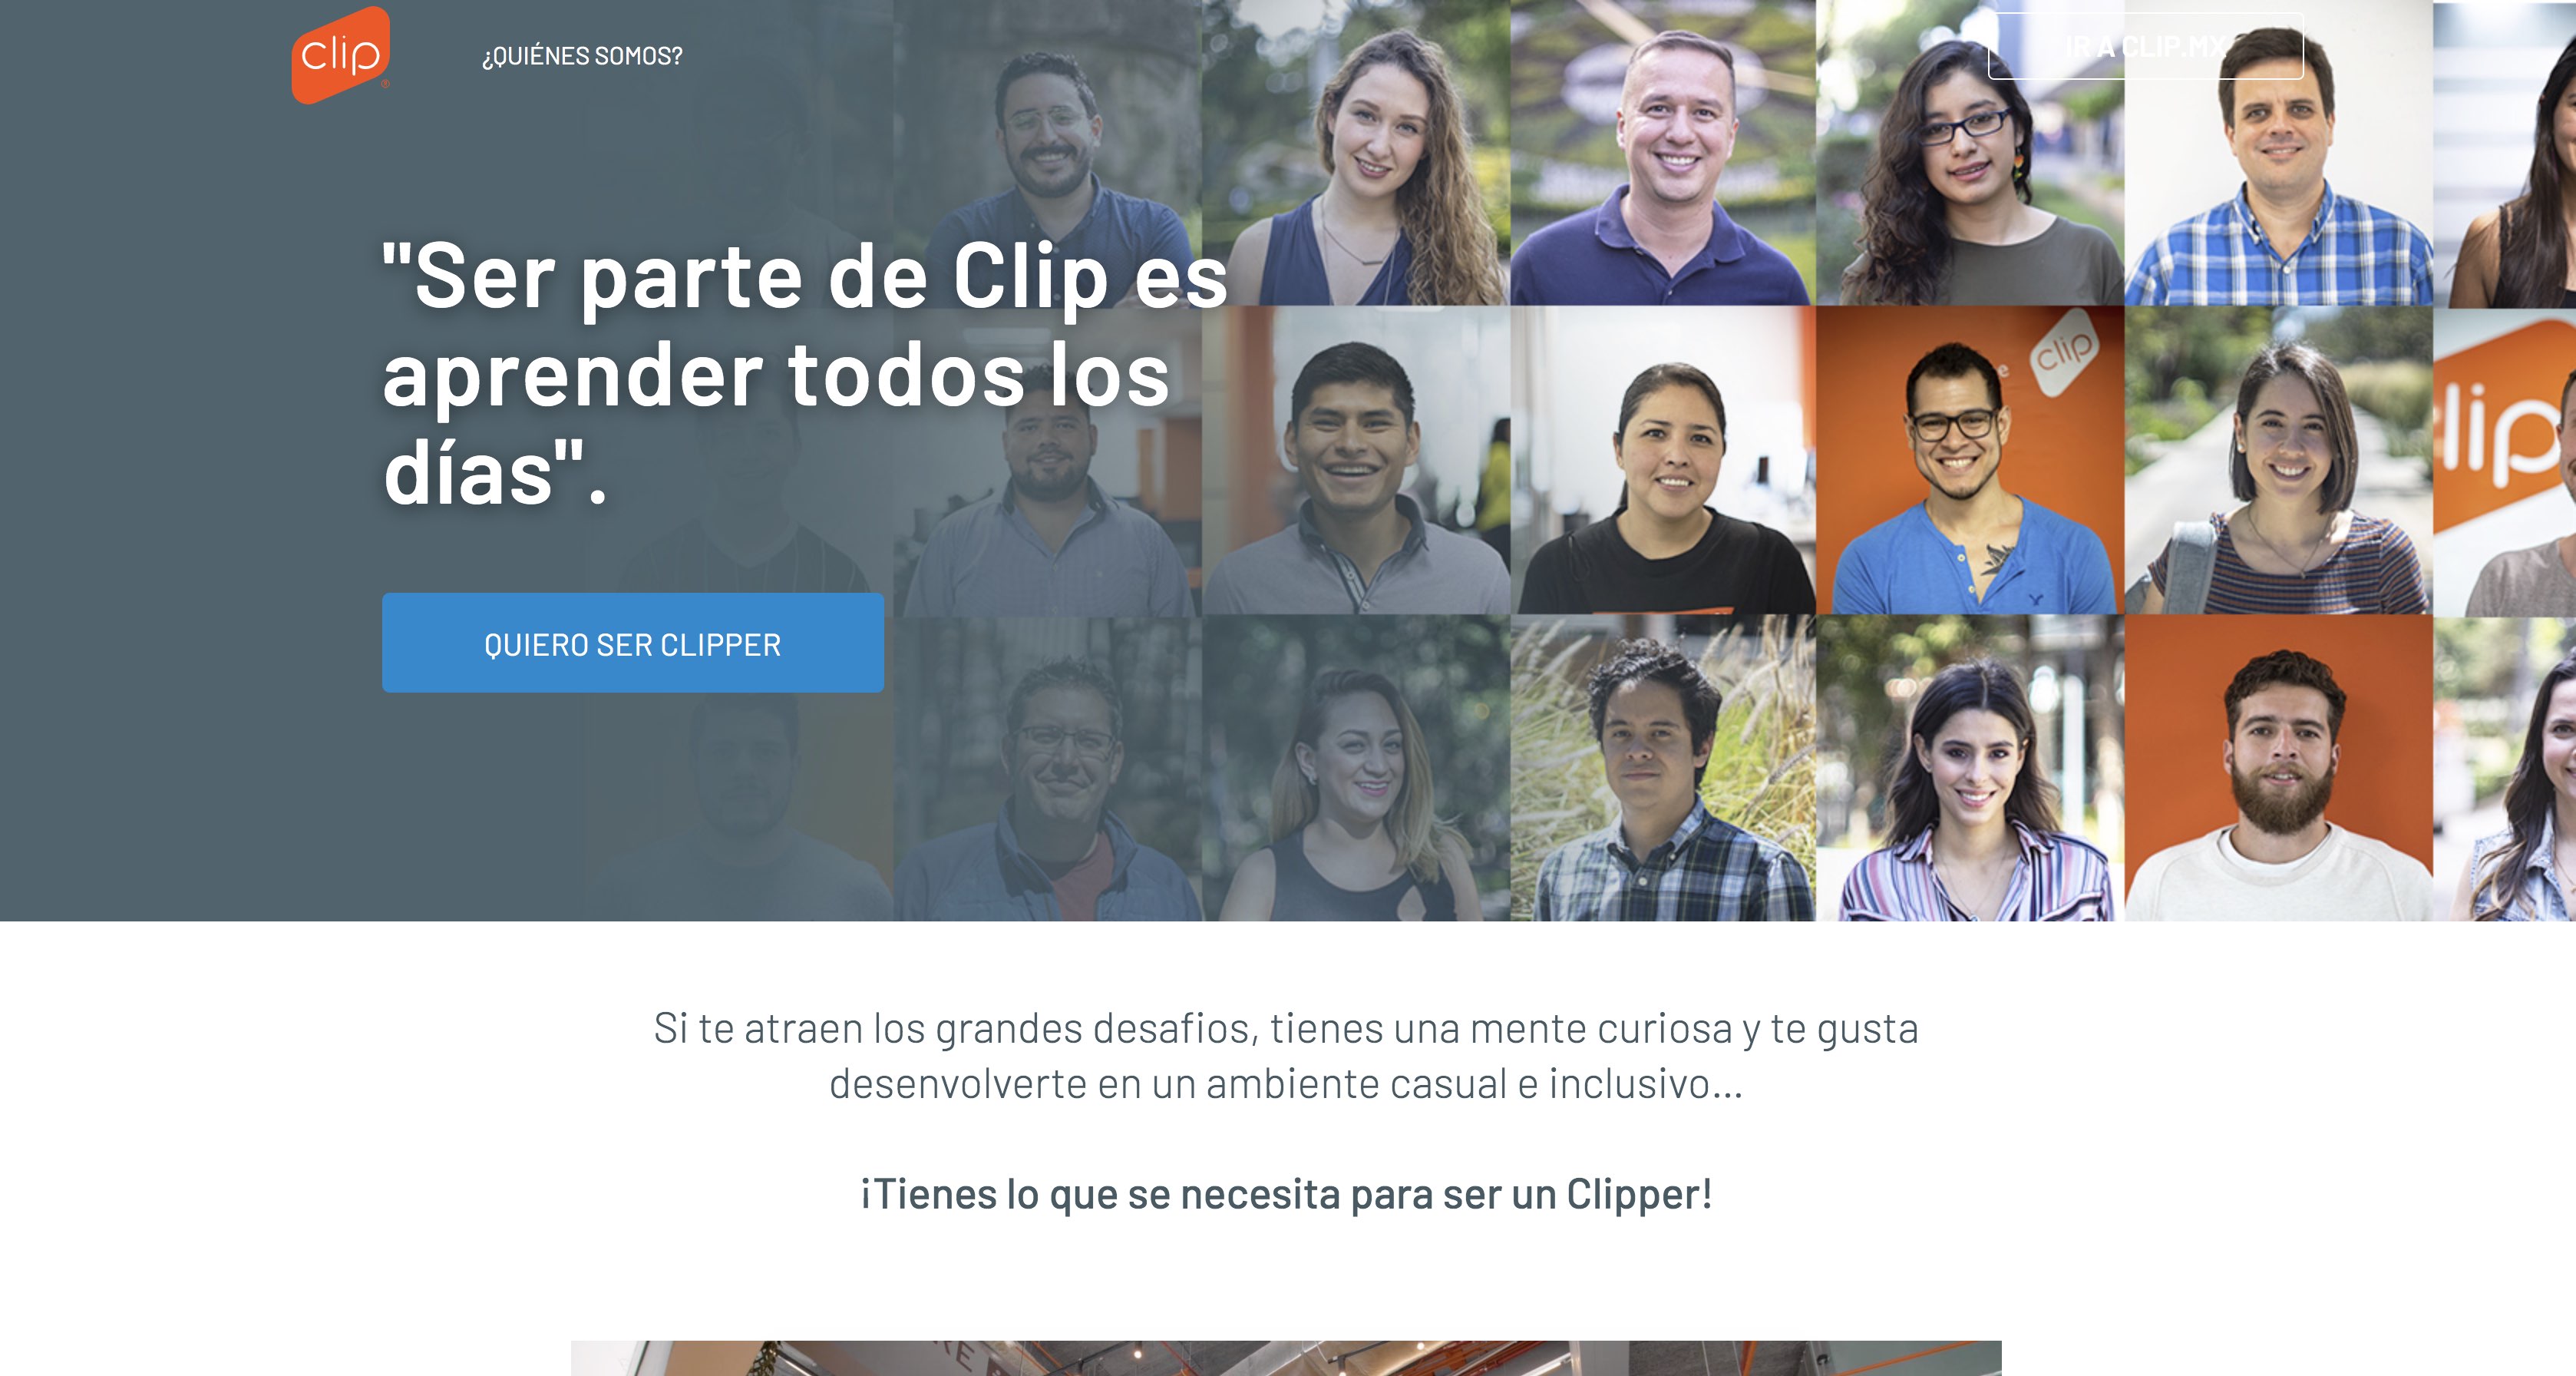 clip
¿QUIÉNES SOMOS?
IR A CLIP.MX
"Ser parte de Clip es
aprender todos los
días".
QUIERO SER CLIPPER
clip
clip
Si te atraen los grandes desafios, tienes una mente curiosa y te gusta
desenvolverte en un ambiente casual e inclusivo...
¡Tienes lo que se necesita para ser un Clipper!